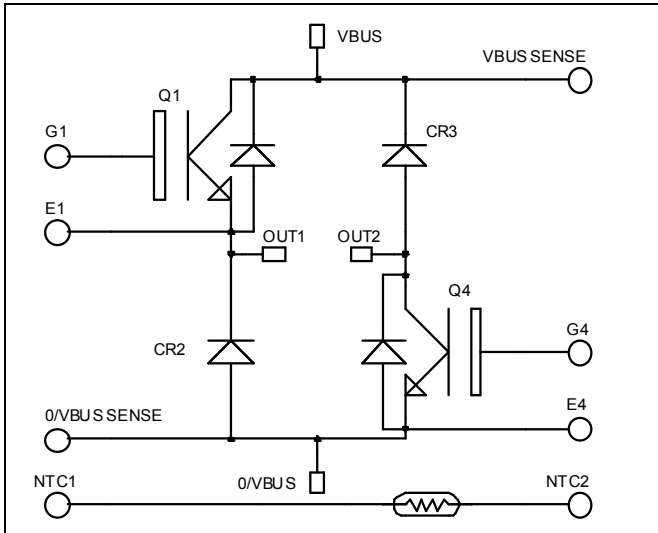 VBUS
VBUS SENSE
Q1
G1
CR3
E1
OUT1
OUT2
Q4
CR2
G4
E4
0/VBUS SENSE
0/VBUS
NTC1
NTC2